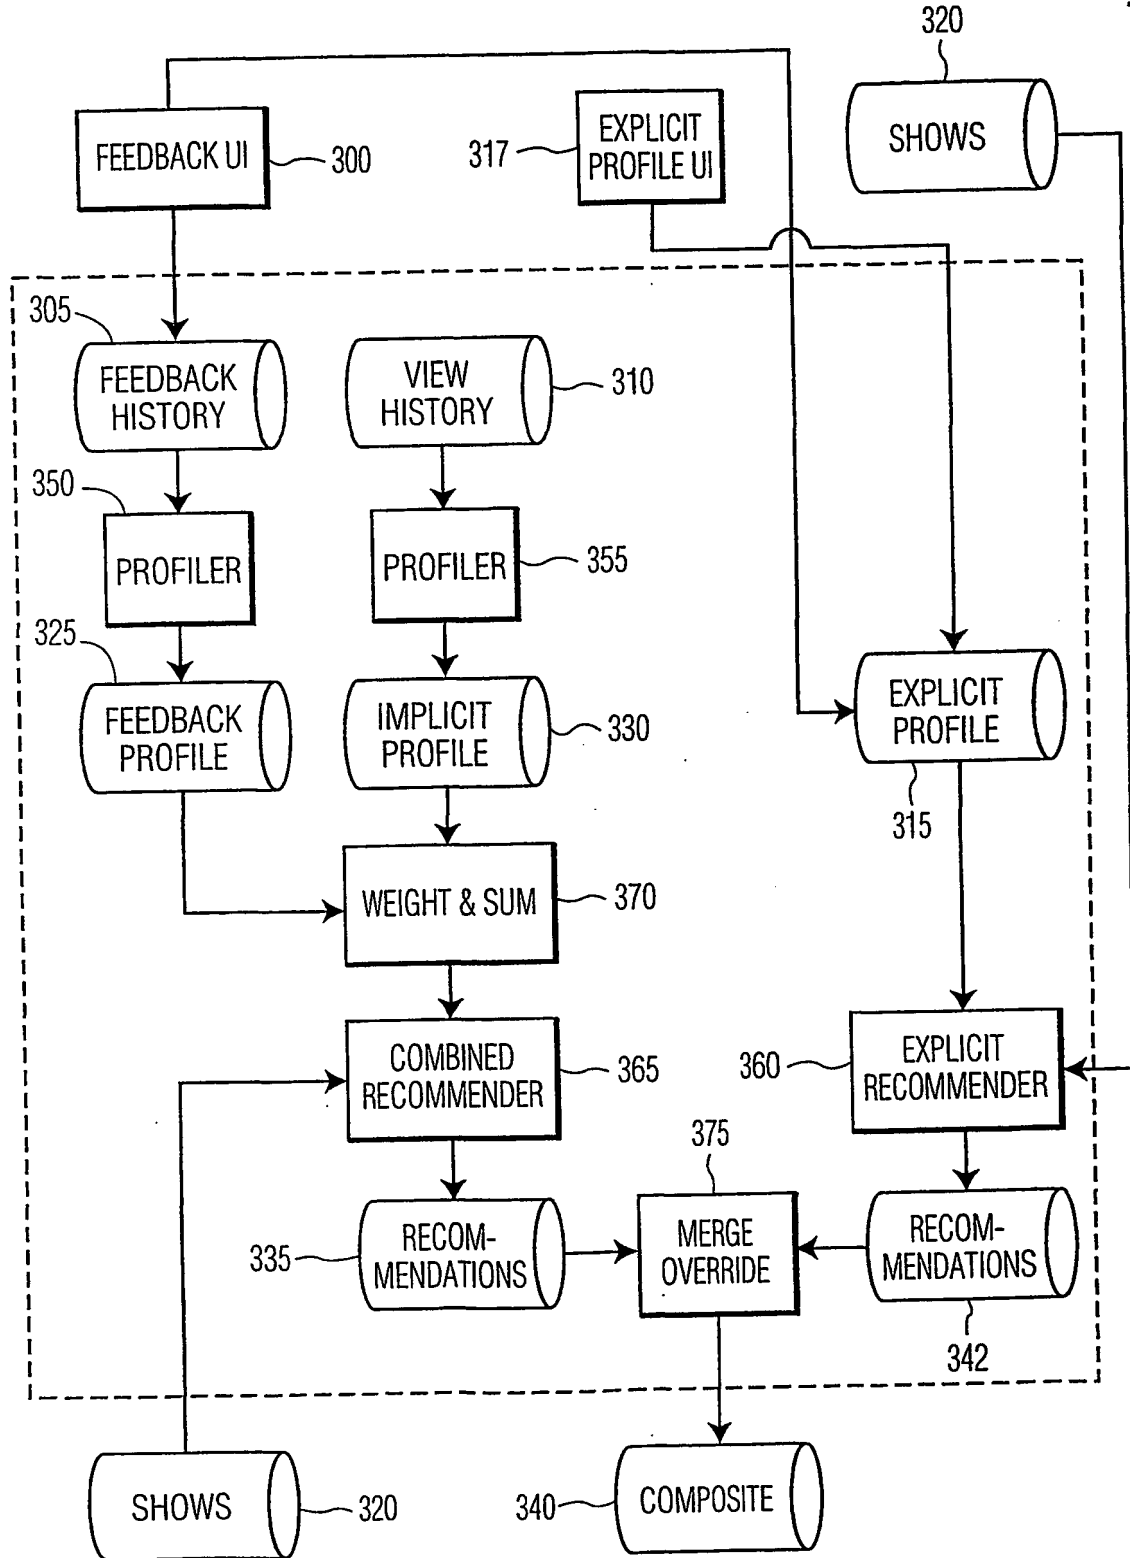 320
FEEDBACK UI
300
317
EXPLICIT
PROFILE UI
SHOWS
305
FEEDBACK
HISTORY
VIEW
HISTORY
310
350
PROFILER
PROFILER
355
325
FEEDBACK
PROFILE
IMPLICIT
PROFILE
330
EXPLICIT
PROFILE
315
WEIGHT & SUM
370
COMBINED
RECOMMENDER
365
360
EXPLICIT
RECOMMENDER
375
335
RECOM-
MENDATIONS
MERGE
OVERRIDE
RECOM-
MENDATIONS
342
SHOWS
320
340
COMPOSITE